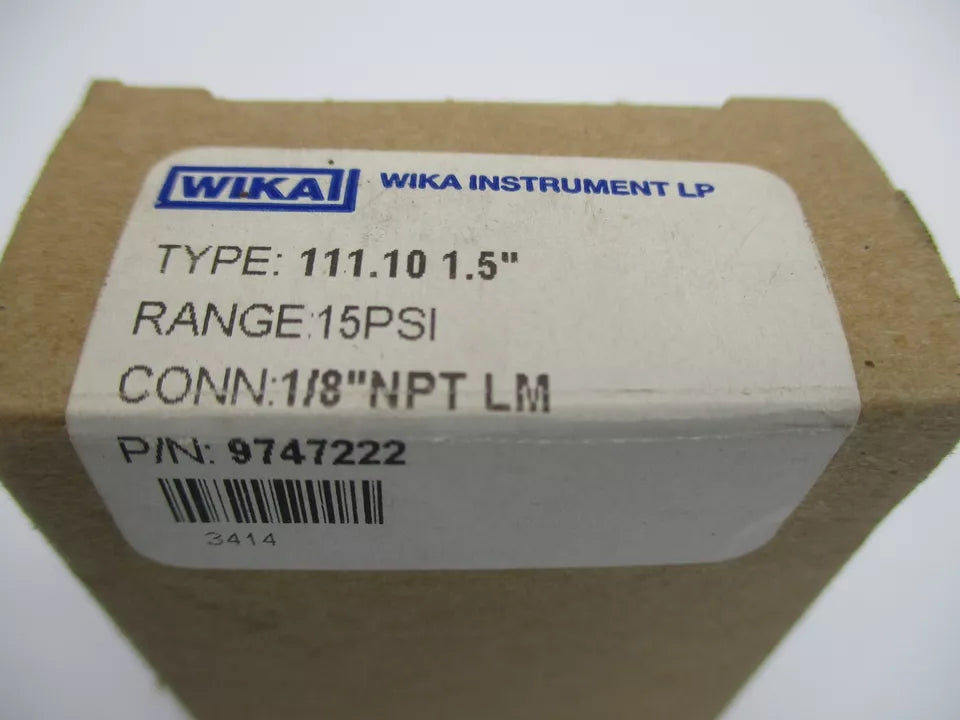 WIKA WIKA INSTRUMENT LP
TYPE: 111.10 1.5"
RANGE:15PSI
CONN:1/8"NPT LM
P/N: 9747222
3414